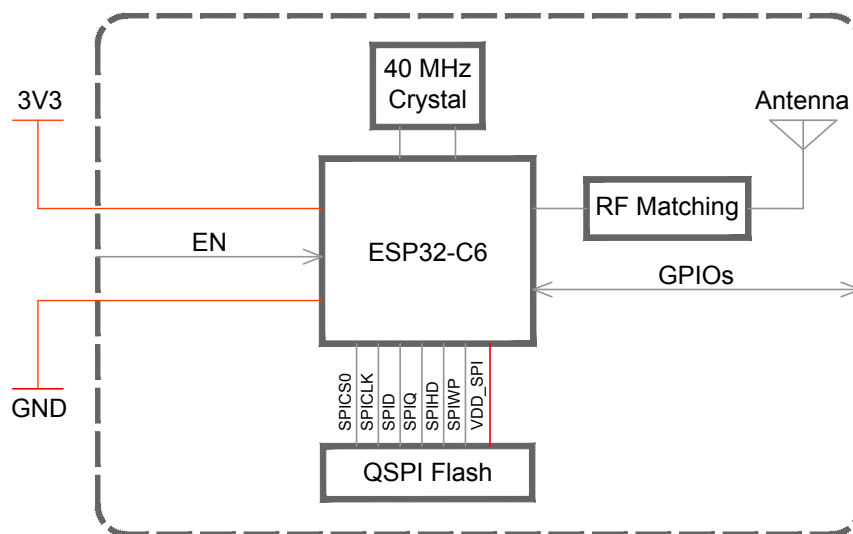 40 MHz
Crystal
3V3
Antenna
RF Matching
EN
ESP32-C6
GPIOs
GND
SPICS0
SPICLK
SPID
SPIQ
SPIHD
SPIWP
VDD_SPI
QSPI Flash